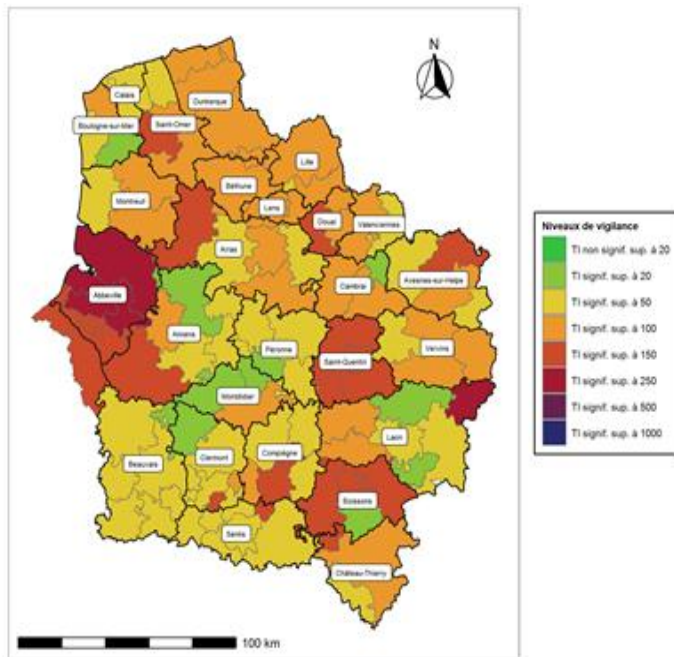 N
Calais
Dunkerque
Boulogne-sur-Mer
Saint-Omer
Lille
Béthune
Montreuil
Lens
Douai
Valenciennes
Arras
Avesnes-sur-Helpe
Cambrai
Abbeville
Amiens
Péronne
Saint-Quentin
Vervins
Montdidier
Laon
Beauvais
Clermont
Compiègne
Soissons
Senlis
Château-Thierry
100 km
Niveaux de vigilance
TI non signif. sup. à 20
TI signif. sup. à 20
TI signif. sup. à 50
TI signif. sup. à 100
TI signif. sup. à 150
TI signif. sup. à 250
TI signif. sup. à 500
TI signif. sup. à 1000